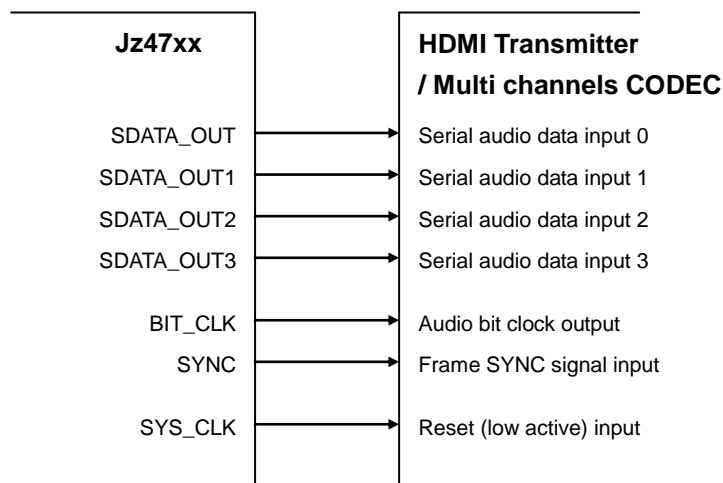 Jz47xx
HDMI Transmitter
/ Multi channels CODEC
SDATA_OUT
Serial audio data input 0
SDATA_OUT1
Serial audio data input 1
SDATA_OUT2
Serial audio data input 2
SDATA_OUT3
Serial audio data input 3
BIT_CLK
Audio bit clock output
SYNC
Frame SYNC signal input
SYS_CLK
Reset (low active) input